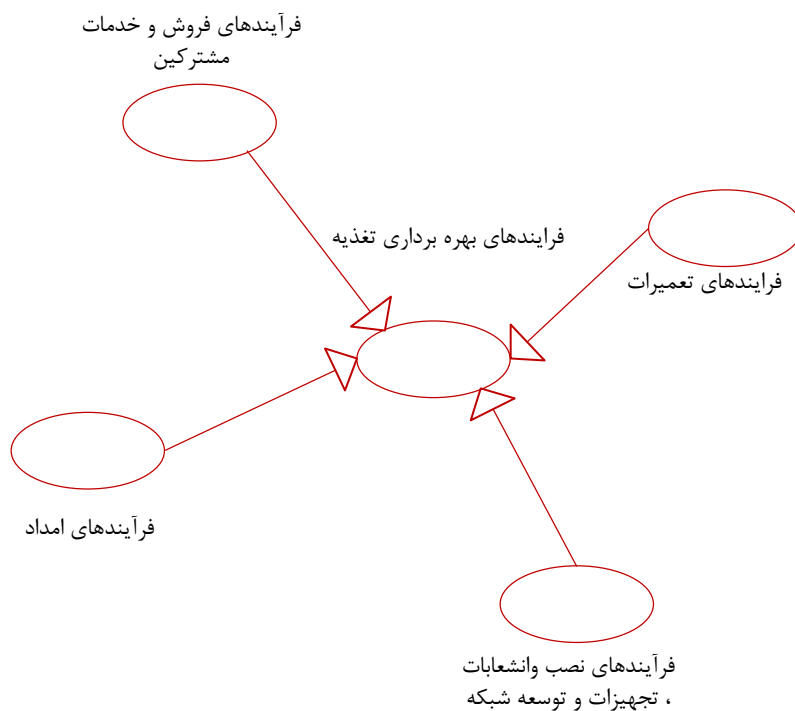 فرآیندهای فروش و خدمات
مشترکین
فرایندهای بهره برداری تغذیه
فرایندهای تعمیرات
فرآیندهای امداد
فرآیندهای نصب وانشعابات
، تجهیزات و توسعه شبکه